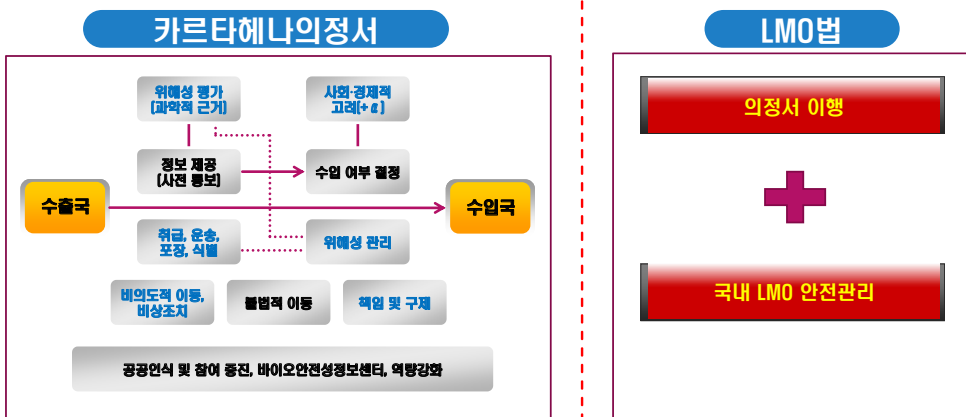 카르타헤나의정서
LMO법
위해성 평가
(과학적 근거)
사회·경제적
고려(+α)
의정서 이행
정보 제공
(사전 통보)
수입 여부 결정
수출국
수입국
취급, 운송,
포장, 식별
위해성 관리
비의도적 이동,
비상조치
불법적 이동
책임 및 구제
국내 LMO 안전관리
공공인식 및 참여 증진, 바이오안전성정보센터, 역량강화